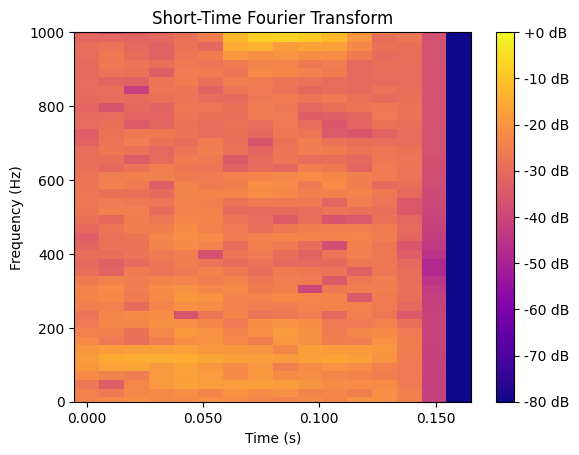 Short-Time Fourier Transform
1000
800
600
400
200
0
Frequency (Hz)
0.000
0.050
0.100
0.150
Time (s)
+0 dB
-10 dB
-20 dB
-30 dB
-40 dB
-50 dB
-60 dB
-70 dB
-80 dB